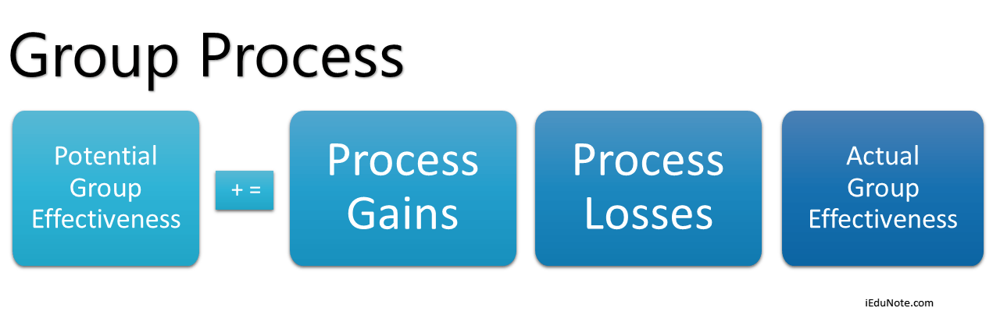 Group Process
Potential
Group
Effectiveness
+ =
Process
Gains
Process
Losses
Actual
Group
Effectiveness
iEduNote.com